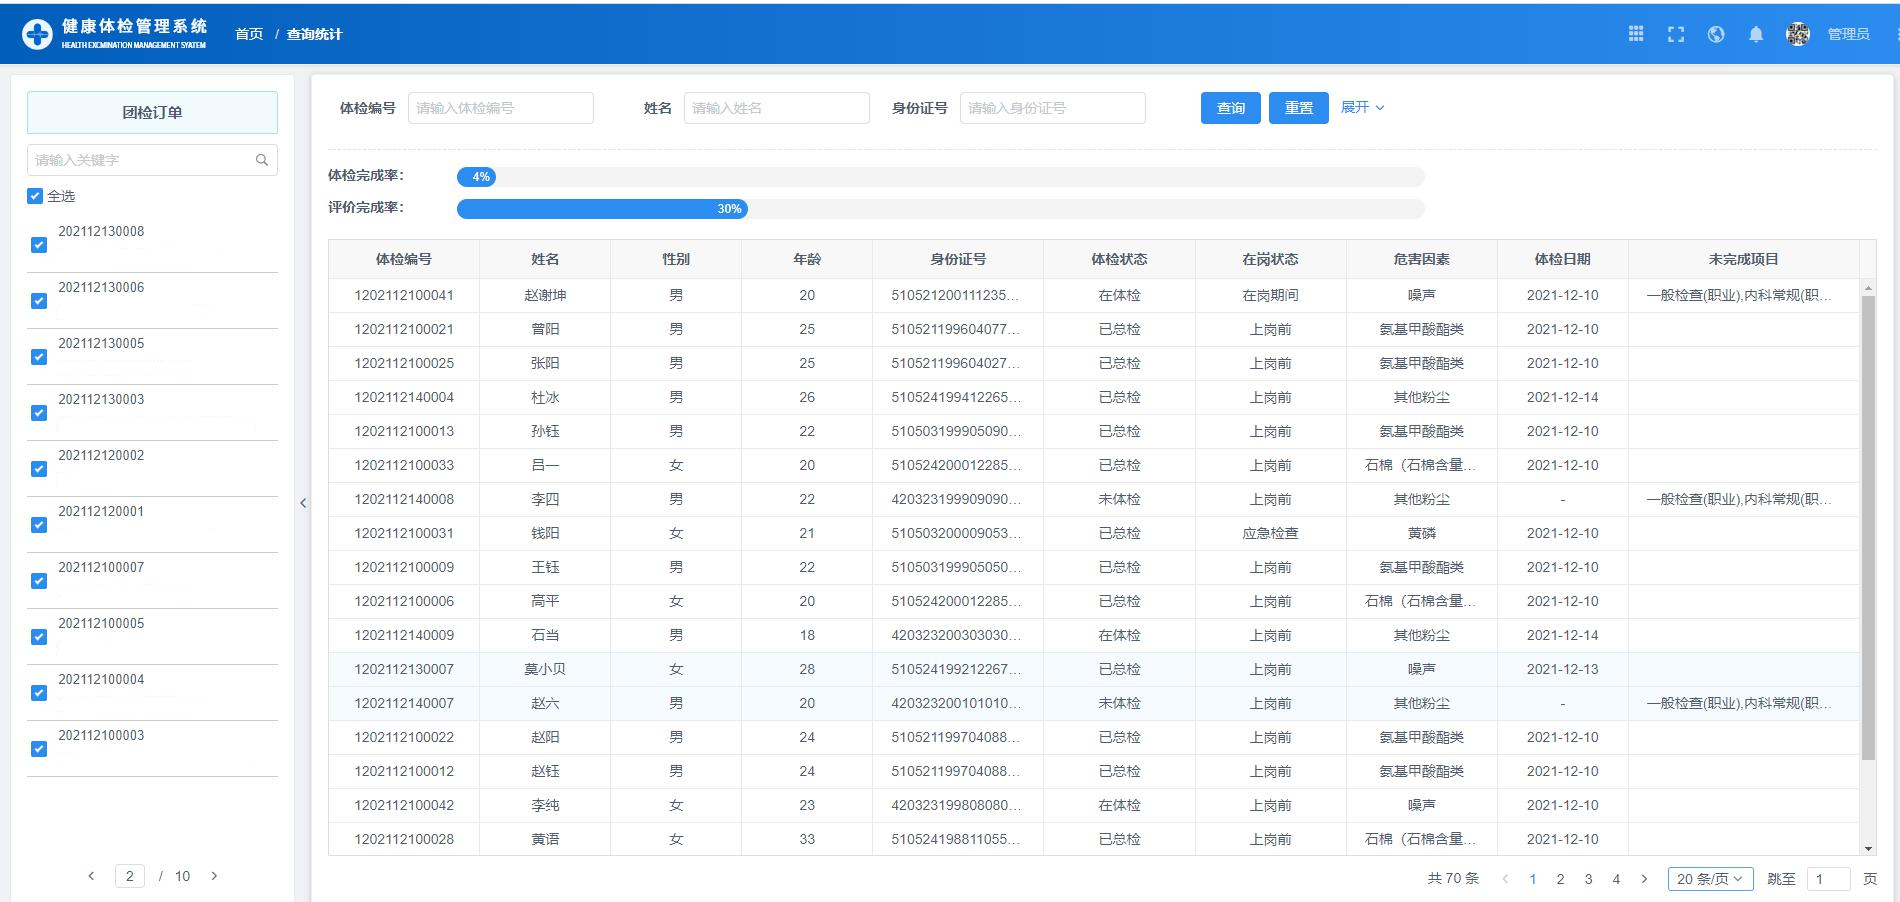 健康体检管理系统
HEALTH EXCMINATION MANAGEMENT SYATEM
首页 / 查询统计
管理员
团检订单
请输入关键字
全选
202112130008
202112130006
202112130005
202112130003
202112120002
202112120001
202112100007
202112100005
202112100004
202112100003
2 / 10
体检编号 请输入体检编号 姓名 请输入姓名 身份证号 请输入身份证号 查询 重置 展开
体检完成率: 4%
评价完成率: 30%
体检编号 姓名 性别 年龄 身份证号 体检状态 在岗状态 危害因素 体检日期 未完成项目
1202112100041 赵谢坤 男 20 510521200111235... 在体检 在岗期间 噪声 2021-12-10 一般检查(职业),内科常规(职...
1202112100021 曾阳 男 25 510521199604077... 已总检 上岗前 氨基甲酸酯类 2021-12-10
1202112100025 张阳 男 25 510521199604027... 已总检 上岗前 氨基甲酸酯类 2021-12-10
1202112140004 杜冰 男 26 510524199412265... 已总检 上岗前 其他粉尘 2021-12-14
1202112100013 孙钰 男 22 510503199905090... 已总检 上岗前 氨基甲酸酯类 2021-12-10
1202112100033 吕一 女 20 510524200012285... 已总检 上岗前 石棉（石棉含量... 2021-12-10
1202112140008 李四 男 22 420323199909090... 未体检 上岗前 其他粉尘 - 一般检查(职业),内科常规(职...
1202112100031 钱阳 女 21 510503200009053... 已总检 应急检查 黄磷 2021-12-10
1202112100009 王钰 男 22 510503199905050... 已总检 上岗前 氨基甲酸酯类 2021-12-10
1202112100006 高平 女 20 510524200012285... 已总检 上岗前 石棉（石棉含量... 2021-12-10
1202112140009 石当 男 18 420323200303030... 在体检 上岗前 其他粉尘 2021-12-14
1202112130007 莫小贝 女 28 510524199212267... 已总检 上岗前 噪声 2021-12-13
1202112140007 赵六 男 20 420323200101010... 未体检 上岗前 其他粉尘 - 一般检查(职业),内科常规(职...
1202112100022 赵阳 男 24 510521199704088... 已总检 上岗前 氨基甲酸酯类 2021-12-10
1202112100012 赵钰 男 24 510521199704088... 已总检 上岗前 氨基甲酸酯类 2021-12-10
1202112100042 李纯 女 23 420323199808080... 在体检 上岗前 噪声 2021-12-10
1202112100028 黄语 女 33 510524198811055... 已总检 上岗前 石棉（石棉含量... 2021-12-10
共 70 条 1 2 3 4 20 条/页 跳至 1 页